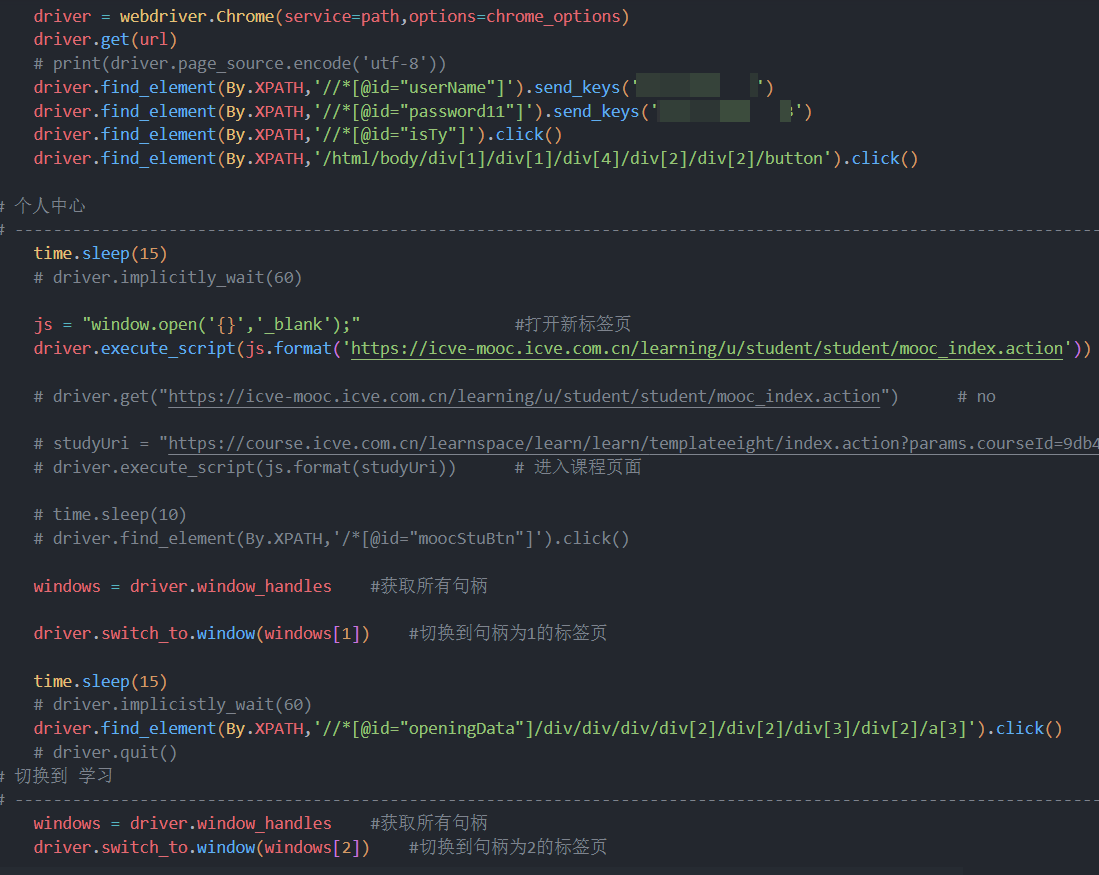 driver = webdriver.Chrome(service=path,options=chrome_options)
driver.get(url)
# print(driver.page_source.encode('utf-8'))
driver.find_element(By.XPATH,'//*[@id="userName"]').send_keys('')
driver.find_element(By.XPATH,'//*[@id="password11"]').send_keys('')
driver.find_element(By.XPATH,'//*[@id="isTy"]').click()
driver.find_element(By.XPATH,'/html/body/div[1]/div[1]/div[4]/div[2]/div[2]/button').click()
# 个人中心
# ----------------------------------------------------------------------------------------------------------------
time.sleep(15)
# driver.implicitly_wait(60)
js = "window.open('{}','_blank');" #打开新标签页
driver.execute_script(js.format('https://icve-mooc.icve.com.cn/learning/u/student/student/mooc_index.action'))
# driver.get("https://icve-mooc.icve.com.cn/learning/u/student/student/mooc_index.action") # no
# studyUri = "https://course.icve.com.cn/learnspace/learn/learn/templateeight/index.action?params.courseId=9db4
# driver.execute_script(js.format(studyUri)) # 进入课程页面
# time.sleep(10)
# driver.find_element(By.XPATH,'/*[@id="moocStuBtn"]').click()
windows = driver.window_handles #获取所有句柄
driver.switch_to.window(windows[1]) #切换到句柄为1的标签页
time.sleep(15)
# driver.implicistly_wait(60)
driver.find_element(By.XPATH,'//*[@id="openingData"]/div/div/div/div[2]/div[2]/div[3]/div[2]/a[3]').click()
# driver.quit()
# 切换到 学习
# ----------------------------------------------------------------------------------------------------------------
windows = driver.window_handles #获取所有句柄
driver.switch_to.window(windows[2]) #切换到句柄为2的标签页